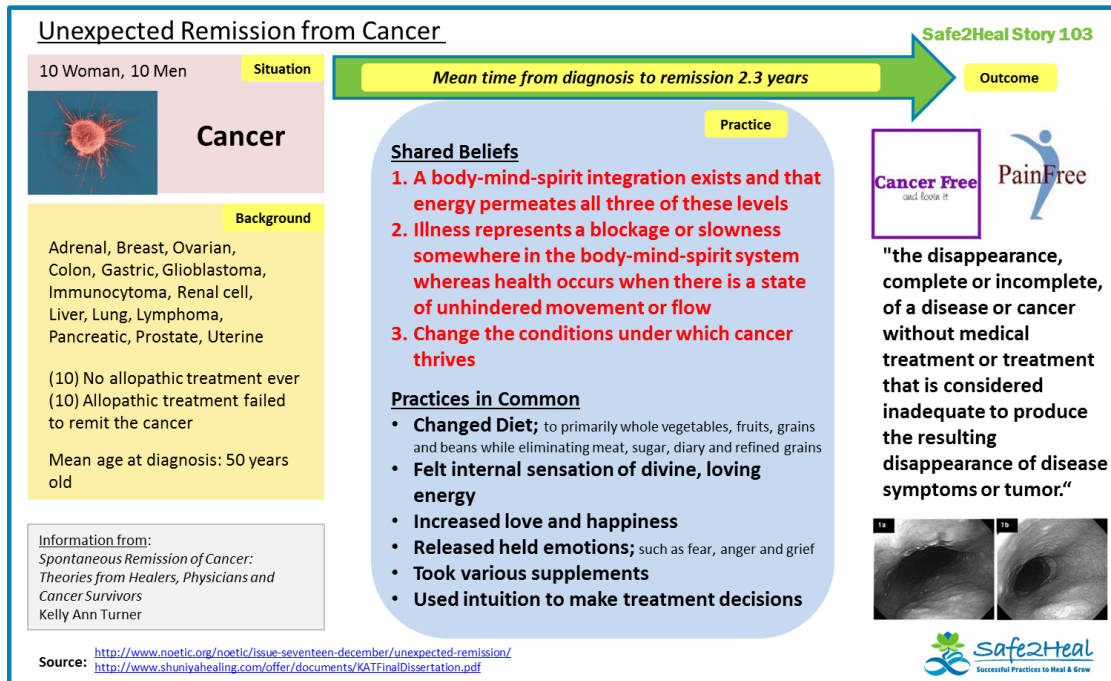 Unexpected Remission from Cancer
Safe2Heal Story 103
10 Woman, 10 Men
Situation
Cancer
Mean time from diagnosis to remission 2.3 years
Outcome
Background
Adrenal, Breast, Ovarian,
Colon, Gastric, Glioblastoma,
Immunocytoma, Renal cell,
Liver, Lung, Lymphoma,
Pancreatic, Prostate, Uterine
(10) No allopathic treatment ever
(10) Allopathic treatment failed
to remit the cancer
Mean age at diagnosis: 50 years
old
Information from:
Spontaneous Remission of Cancer:
Theories from Healers, Physicians and
Cancer Survivors
Kelly Ann Turner
Practice
Shared Beliefs
1. A body-mind-spirit integration exists and that
energy permeates all three of these levels
2. Illness represents a blockage or slowness
somewhere in the body-mind-spirit system
whereas health occurs when there is a state
of unhindered movement or flow
3. Change the conditions under which cancer
thrives
Practices in Common
• Changed Diet; to primarily whole vegetables, fruits, grains
and beans while eliminating meat, sugar, diary and refined grains
• Felt internal sensation of divine, loving
energy
• Increased love and happiness
• Released held emotions; such as fear, anger and grief
• Took various supplements
• Used intuition to make treatment decisions
Cancer Free
and lovin it
PainFree
"the disappearance,
complete or incomplete,
of a disease or cancer
without medical
treatment or treatment
that is considered
inadequate to produce
the resulting
disappearance of disease
symptoms or tumor.“
1a
1b
Source:
http://www.noetic.org/noetic/issue-seventeen-december/unexpected-remission/
http://www.shuniyahealing.com/offer/documents/KATFinalDissertation.pdf
Safe2Heal
Successful Practices to Heal & Grow